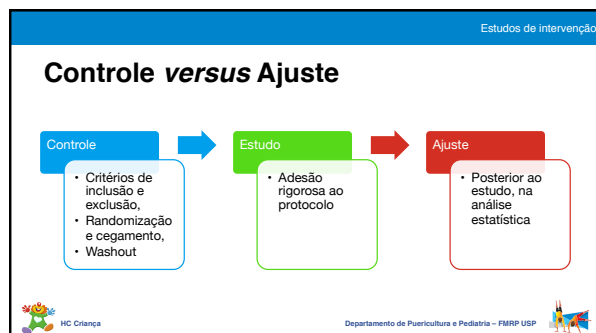 Estudos de intervenção
Controle versus Ajuste
Controle
• Critérios de
inclusão e
exclusão,
• Randomização
e cegamento,
• Washout
Estudo
• Adesão
rigorosa ao
protocolo
Ajuste
• Posterior ao
estudo, na
análise
estatística
HC Criança
Departamento de Puericultura e Pediatria – FMRP USP